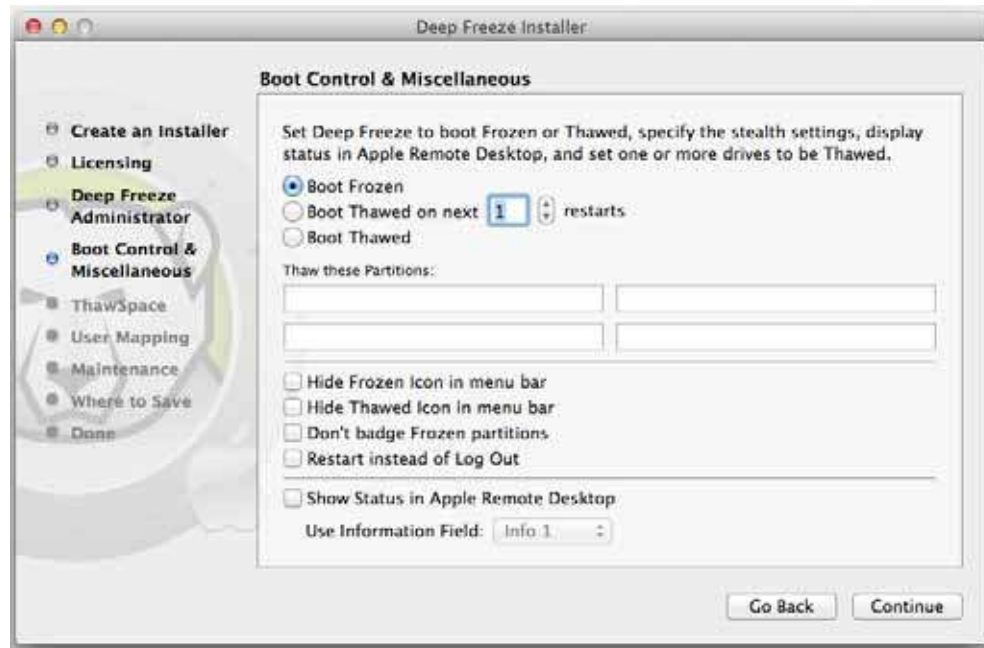 Deep Freeze Installer
Boot Control & Miscellaneous
Create an Installer
Licensing
Deep Freeze
Administrator
Boot Control &
Miscellaneous
ThawSpace
User Mapping
Maintenance
Where to Save
Done
Set Deep Freeze to boot Frozen or Thawed, specify the stealth settings, display
status in Apple Remote Desktop, and set one or more drives to be Thawed.
Boot Frozen
Boot Thawed on next 1 restarts
Boot Thawed
Thaw these Partitions:
Hide Frozen Icon in menu bar
Hide Thawed Icon in menu bar
Don't badge Frozen partitions
Restart instead of Log Out
Show Status in Apple Remote Desktop
Use Information Field: Info 1
Go Back Continue